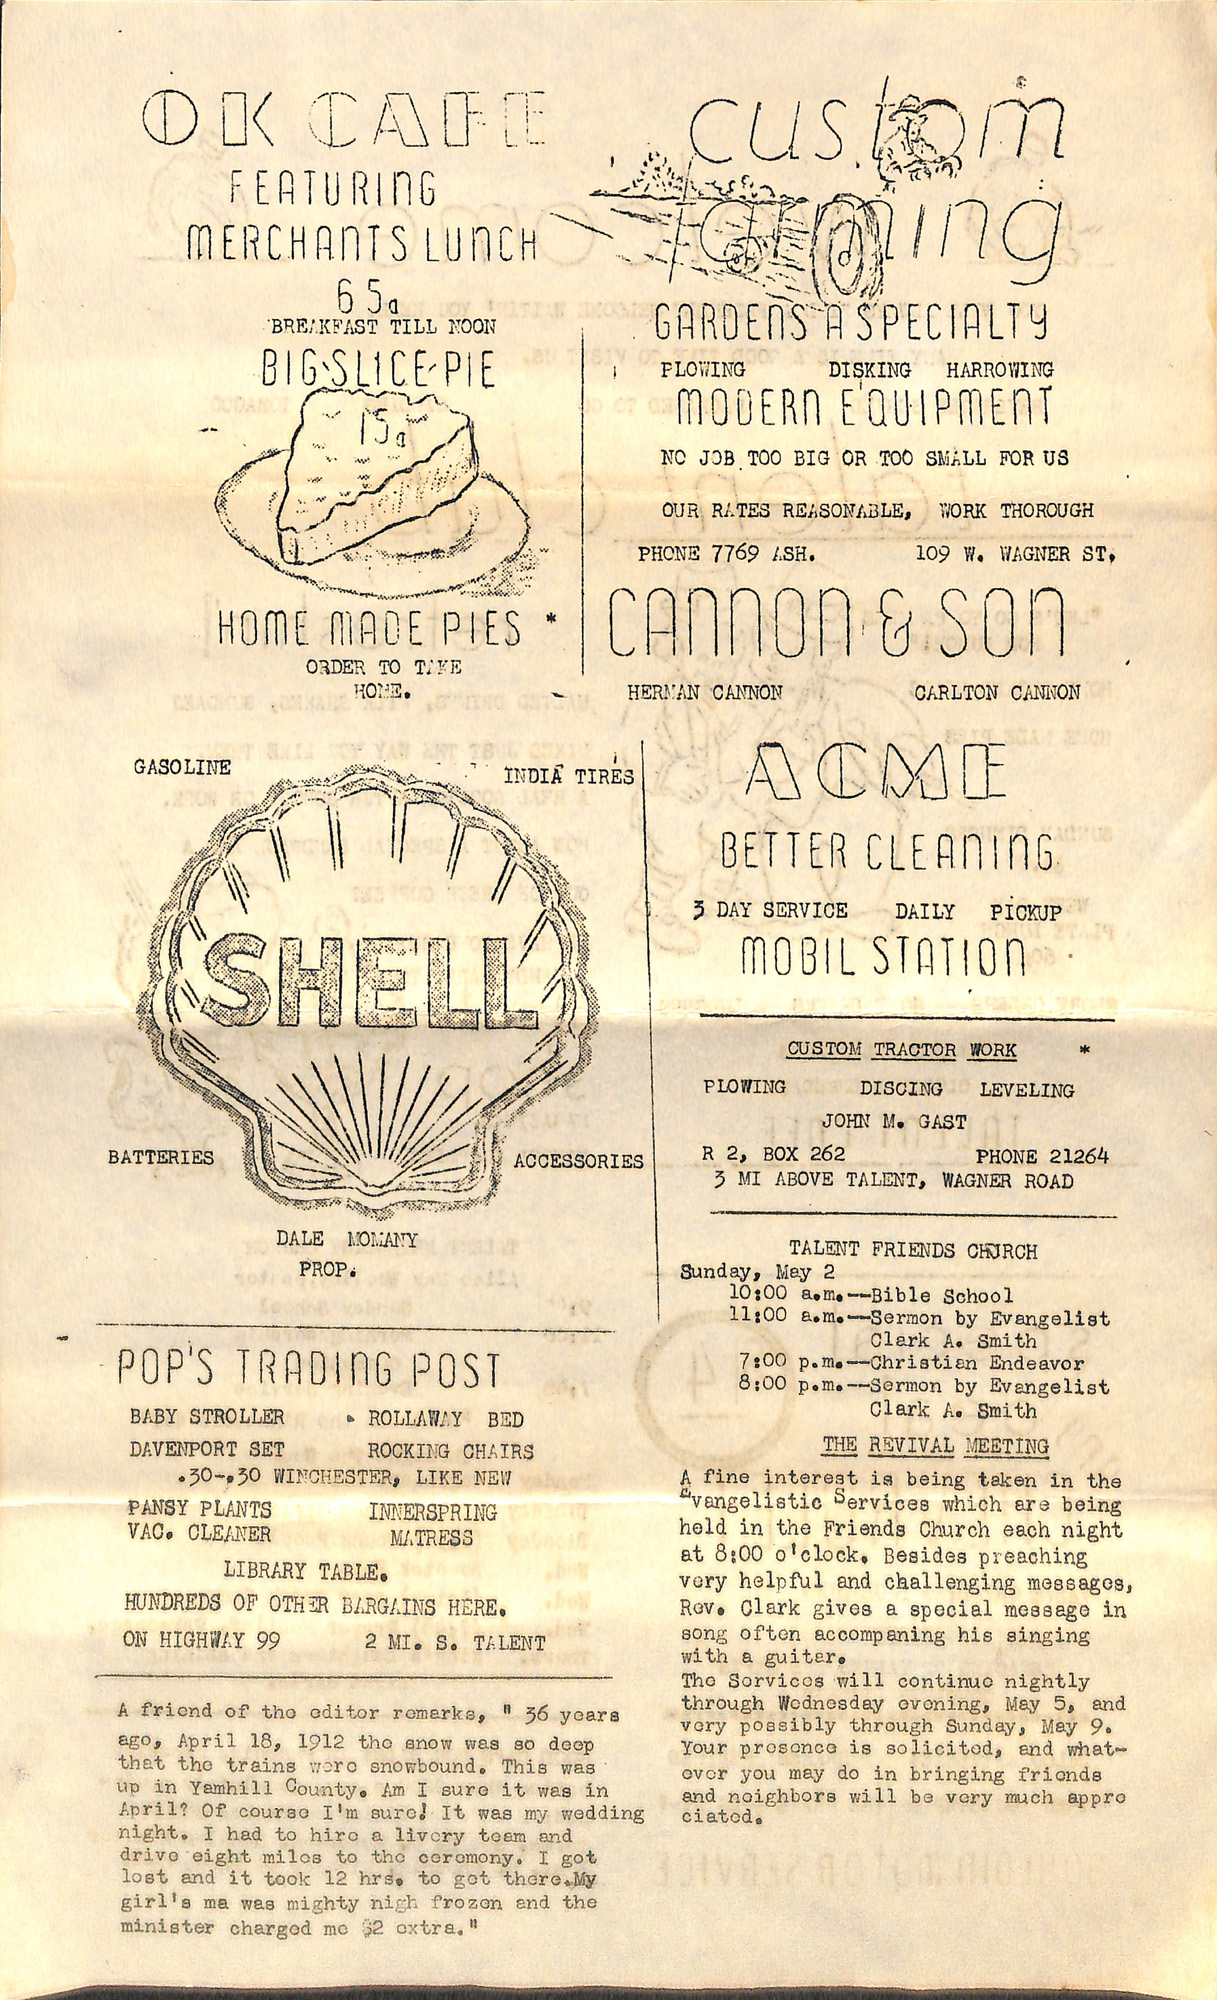 OK CAFE
FEATURING
MERCHANTS LUNCH
65¢
BREAKFAST TILL NOON
BIG SLICE PIE
15¢
HOME MADE PIES *
ORDER TO TAKE
HOME.
custom
farming
GARDENS A SPECIALTY
PLOWING DISKING HARROWING
MODERN EQUIPMENT
NO JOB TOO BIG OR TOO SMALL FOR US
OUR RATES REASONABLE, WORK THOROUGH
PHONE 7769 ASH. 109 W. WAGNER ST.
CANNON & SON
HERMAN CANNON CARLTON CANNON
GASOLINE INDIA TIRES
SHELL
BATTERIES ACCESSORIES
DALE MOMANY
PROP.
ACME
BETTER CLEANING
3 DAY SERVICE DAILY PICKUP
MOBIL STATION
CUSTOM TRACTOR WORK *
PLOWING DISCING LEVELING
JOHN M. GAST
R 2, BOX 262 PHONE 21264
3 MI ABOVE TALENT, WAGNER ROAD
POP'S TRADING POST
BABY STROLLER ROLLAWAY BED
DAVENPORT SET ROCKING CHAIRS
.30-.30 WINCHESTER, LIKE NEW
PANSY PLANTS INNERSPRING
VAC. CLEANER MATRESS
LIBRARY TABLE.
HUNDREDS OF OTHER BARGAINS HERE.
ON HIGHWAY 99 2 MI. S. TALENT
A friend of the editor remarks, " 36 years
ago, April 18, 1912 the snow was so deep
that the trains were snowbound. This was
up in Yamhill County. Am I sure it was in
April? Of course I'm sure! It was my wedding
night. I had to hire a livery team and
drive eight miles to the ceremony. I got
lost and it took 12 hrs. to get there.My
girl's ma was mighty nigh frozen and the
minister charged me $2 extra."
TALENT FRIENDS CHURCH
Sunday, May 2
10:00 a.m.--Bible School
11:00 a.m.--Sermon by Evangelist
Clark A. Smith
7:00 p.m.--Christian Endeavor
8:00 p.m.--Sermon by Evangelist
Clark A. Smith
THE REVIVAL MEETING
A fine interest is being taken in the
Evangelistic Services which are being
held in the Friends Church each night
at 8:00 o'clock. Besides preaching
very helpful and challenging messages,
Rev. Clark gives a special message in
song often accompaning his singing
with a guitar.
The Services will continue nightly
through Wednesday evening, May 5, and
very possibly through Sunday, May 9.
Your presence is solicited, and what-
ever you may do in bringing friends
and neighbors will be very much appre
ciated.